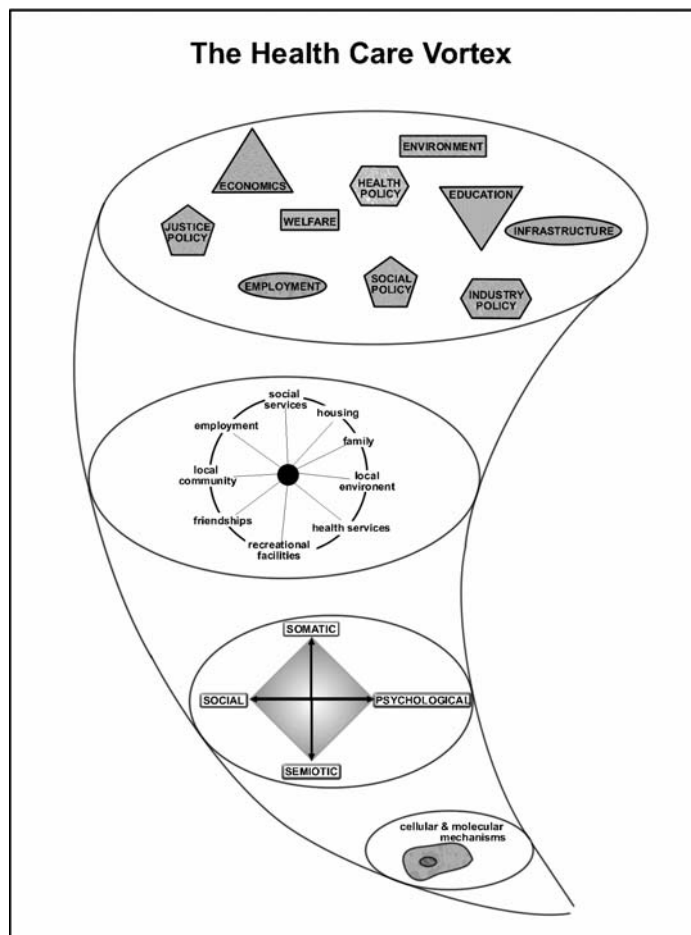 The Health Care Vortex
ENVIRONMENT
ECONOMICS
HEALTH
POLICY
EDUCATION
JUSTICE
POLICY
WELFARE
INFRASTRUCTURE
EMPLOYMENT
SOCIAL
POLICY
INDUSTRY
POLICY
social
services
housing
employment
family
local
community
local
environent
friendships
health services
recreational
facilities
SOMATIC
SOCIAL
PSYCHOLOGICAL
SEMIOTIC
cellular & molecular
mechanisms